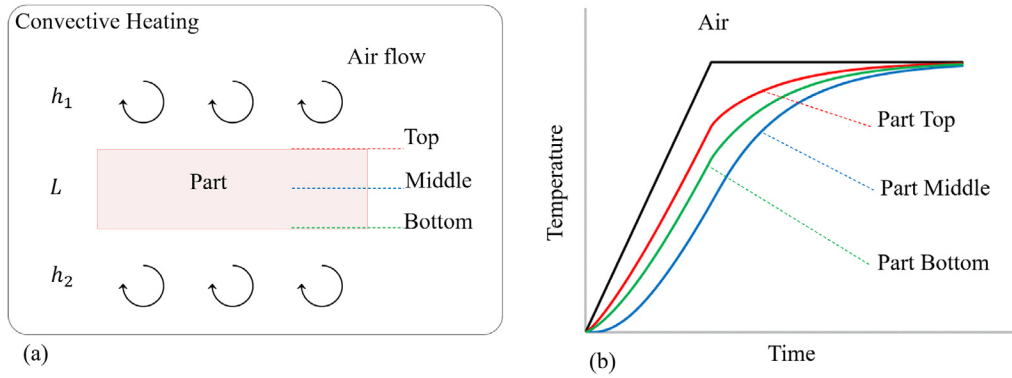 Convective Heating
Air flow
h₁
Top
L
Part
Middle
Bottom
h₂
(a)
Air
Temperature
Part Top
Part Middle
Part Bottom
Time
(b)